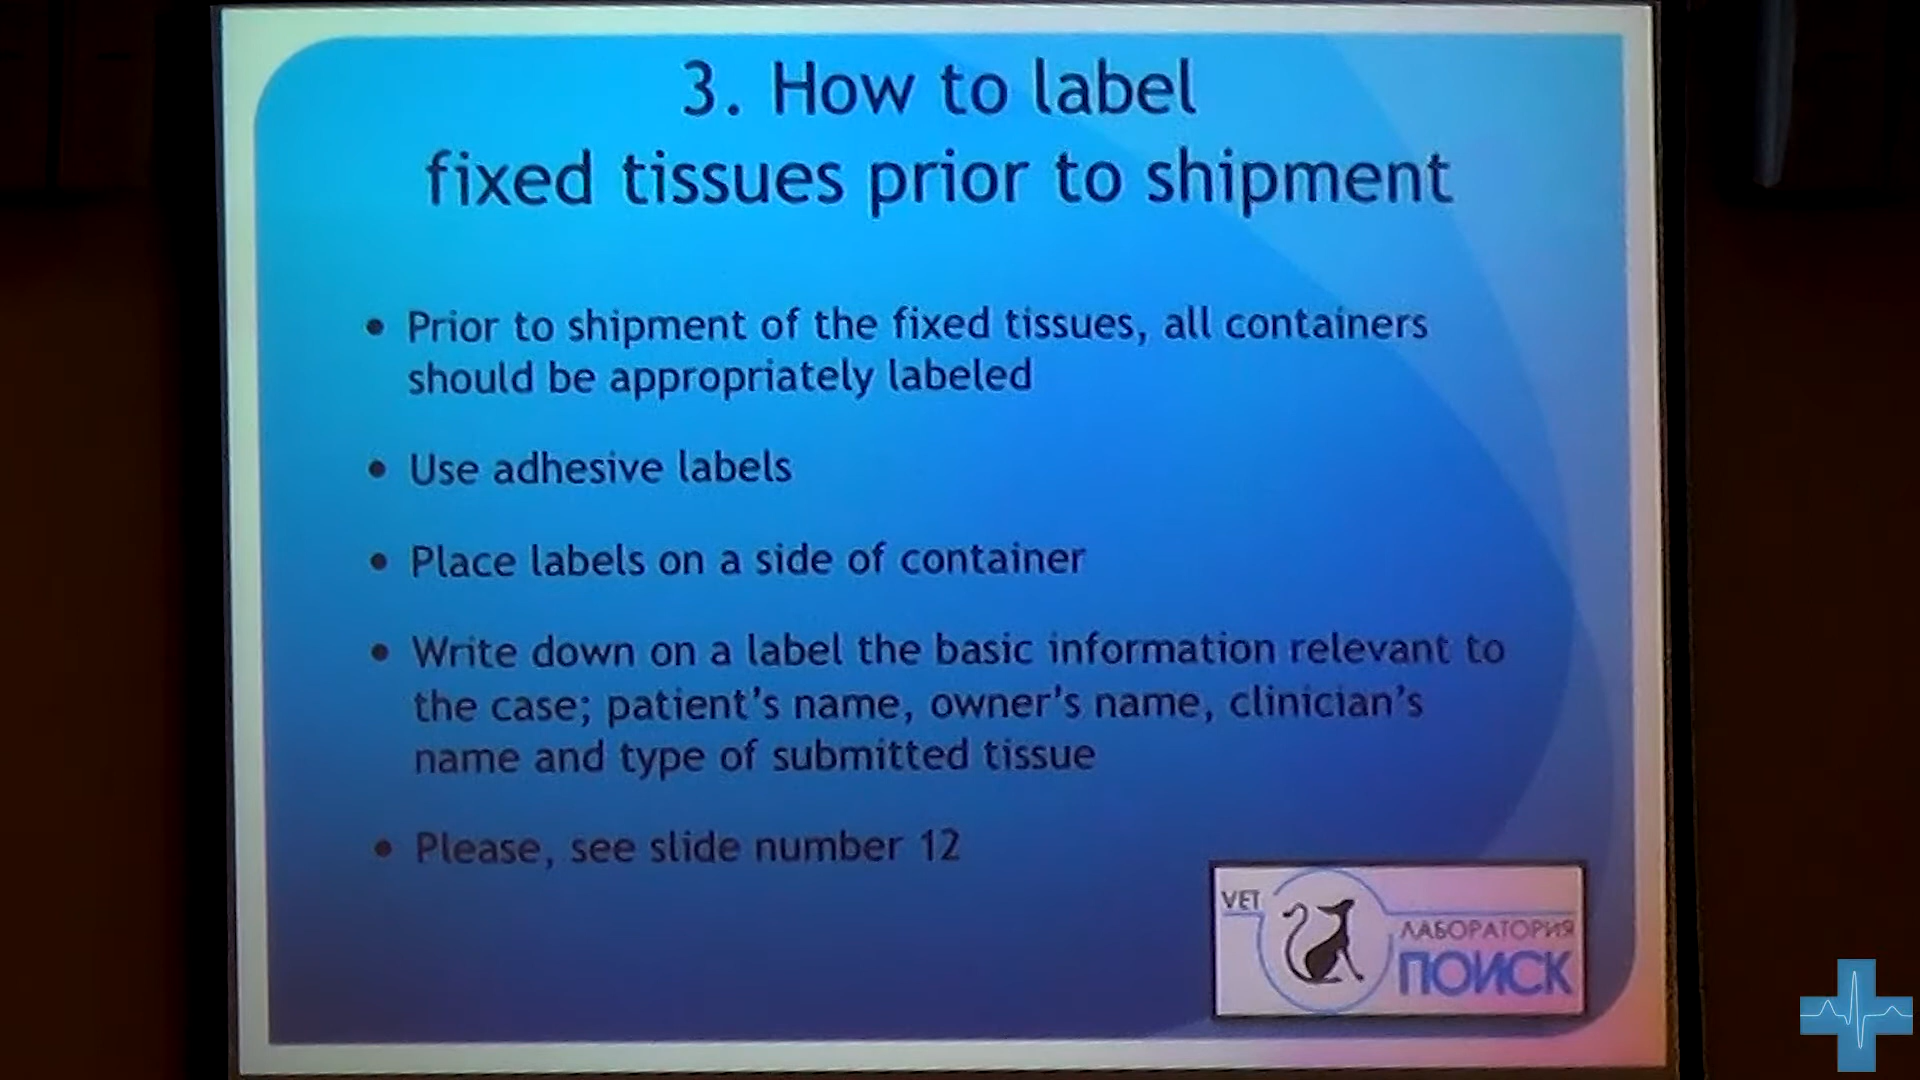 3. How to label
fixed tissues prior to shipment
• Prior to shipment of the fixed tissues, all containers
should be appropriately labeled
• Use adhesive labels
• Place labels on a side of container
• Write down on a label the basic information relevant to
the case; patient’s name, owner’s name, clinician’s
name and type of submitted tissue
• Please, see slide number 12
VET
ЛАБОРАТОРИЯ
ПОИСК